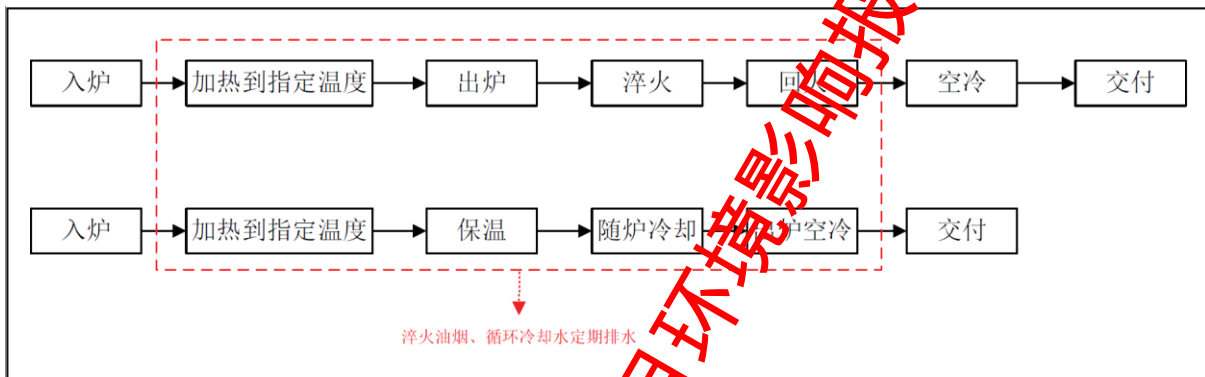 入炉 加热到指定温度 出炉 淬火 回火 空冷 交付
入炉 加热到指定温度 保温 随炉冷却 出炉空冷 交付
淬火油烟、循环冷却水定期排水
环境影响报